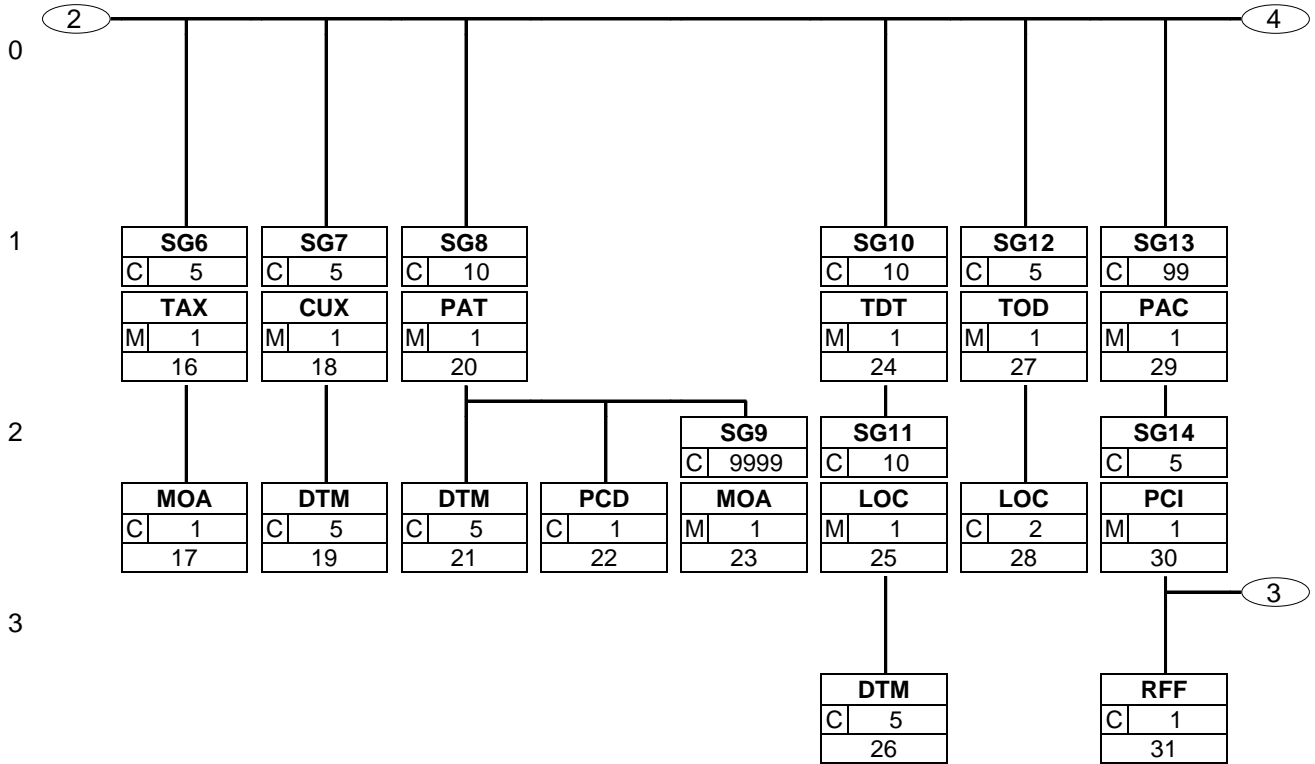 2 4
0
1
SG6 SG7 SG8 SG10 SG12 SG13
C 5 C 5 C 10 C 10 C 5 C 99
TAX CUX PAT TDT TOD PAC
M 1 M 1 M 1 M 1 M 1 M 1
16 18 20 24 27 29
2
SG9 SG11 SG14
C 9999 C 10 C 5
MOA DTM DTM PCD MOA LOC LOC PCI
C 1 C 5 C 5 C 1 M 1 M 1 C 2 M 1
17 19 21 22 23 25 28 30
3
3
DTM RFF
C 5 C 1
26 31